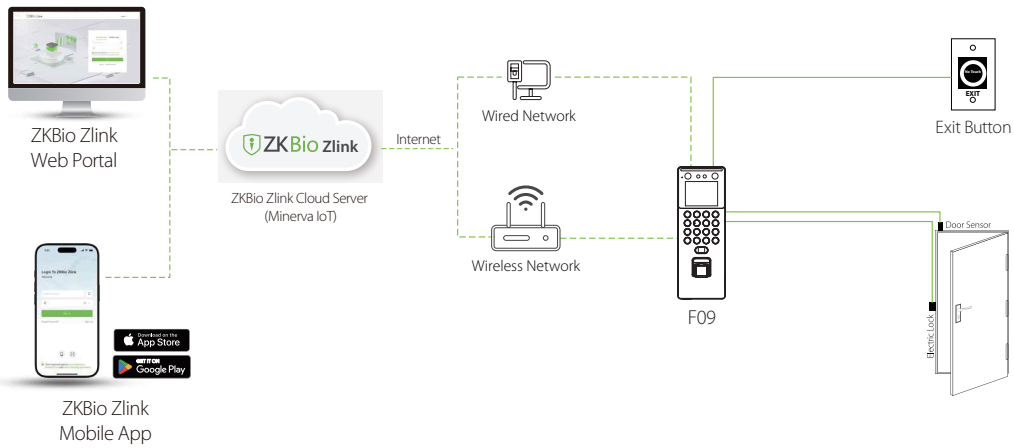 ZKBio Zlink
Web Portal
ZKBio Zlink
ZKBio Zlink Cloud Server
(Minerva IoT)
Internet
Wired Network
Wireless Network
F09
No Touch
EXIT
Exit Button
Door Sensor
Electric Lock
Login To ZKBio Zlink
Download on the
App Store
GET IT ON
Google Play
ZKBio Zlink
Mobile App